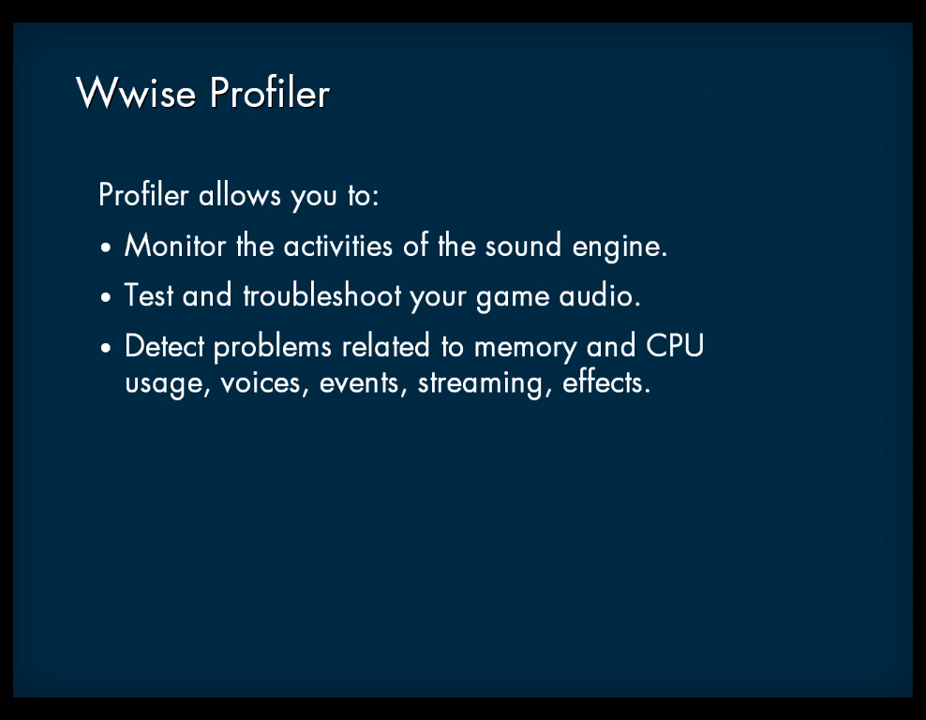 Wwise Profiler
Profiler allows you to:
• Monitor the activities of the sound engine.
• Test and troubleshoot your game audio.
• Detect problems related to memory and CPU
usage, voices, events, streaming, effects.